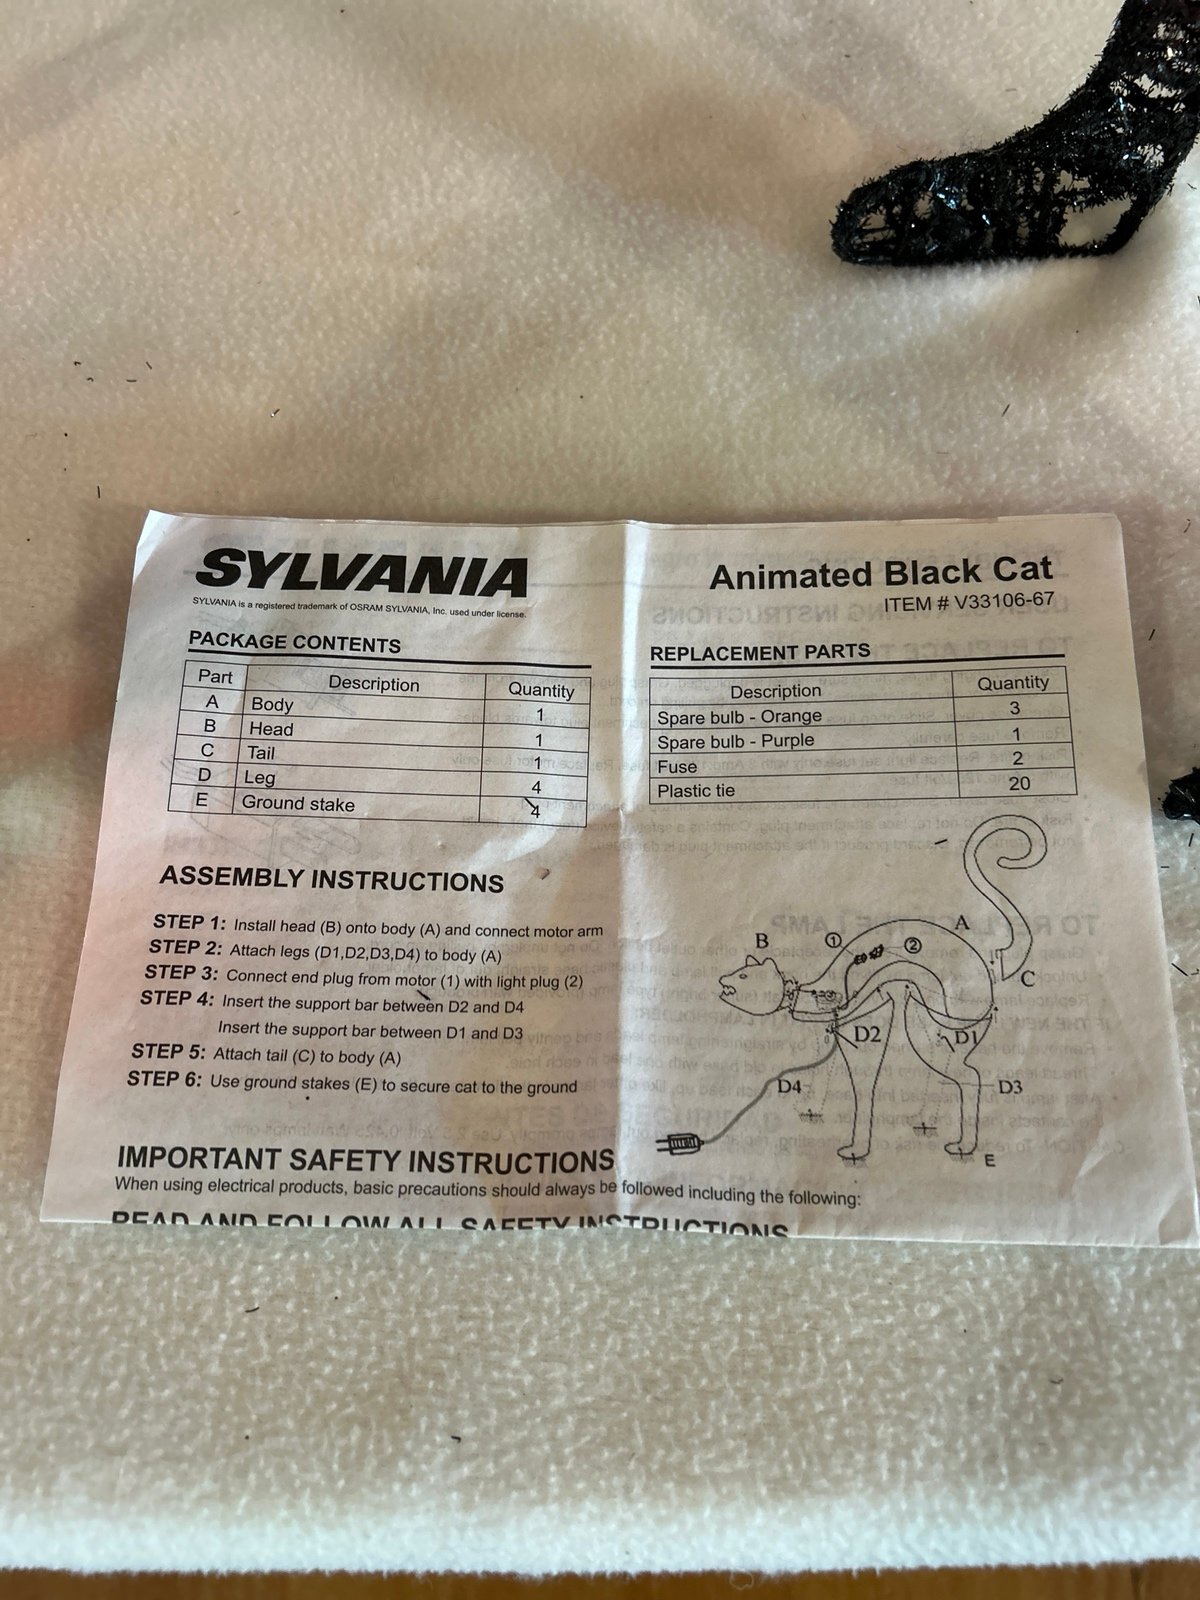 SYLVANIA
SYLVANIA is a registered trademark of OSRAM SYLVANIA, Inc. used under license.
Animated Black Cat
ITEM # V33106-67
PACKAGE CONTENTS
Part Description Quantity
A Body 1
B Head 1
C Tail 1
D Leg 4
E Ground stake 4
REPLACEMENT PARTS
Description Quantity
Spare bulb - Orange 3
Spare bulb - Purple 1
Fuse 2
Plastic tie 20
ASSEMBLY INSTRUCTIONS
STEP 1: Install head (B) onto body (A) and connect motor arm
STEP 2: Attach legs (D1,D2,D3,D4) to body (A)
STEP 3: Connect end plug from motor (1) with light plug (2)
STEP 4: Insert the support bar between D2 and D4
Insert the support bar between D1 and D3
STEP 5: Attach tail (C) to body (A)
STEP 6: Use ground stakes (E) to secure cat to the ground
A
B
①
②
C
D2
D1
D4
D3
E
IMPORTANT SAFETY INSTRUCTIONS
When using electrical products, basic precautions should always be followed including the following:
READ AND FOLLOW ALL SAFETY INSTRUCTIONS